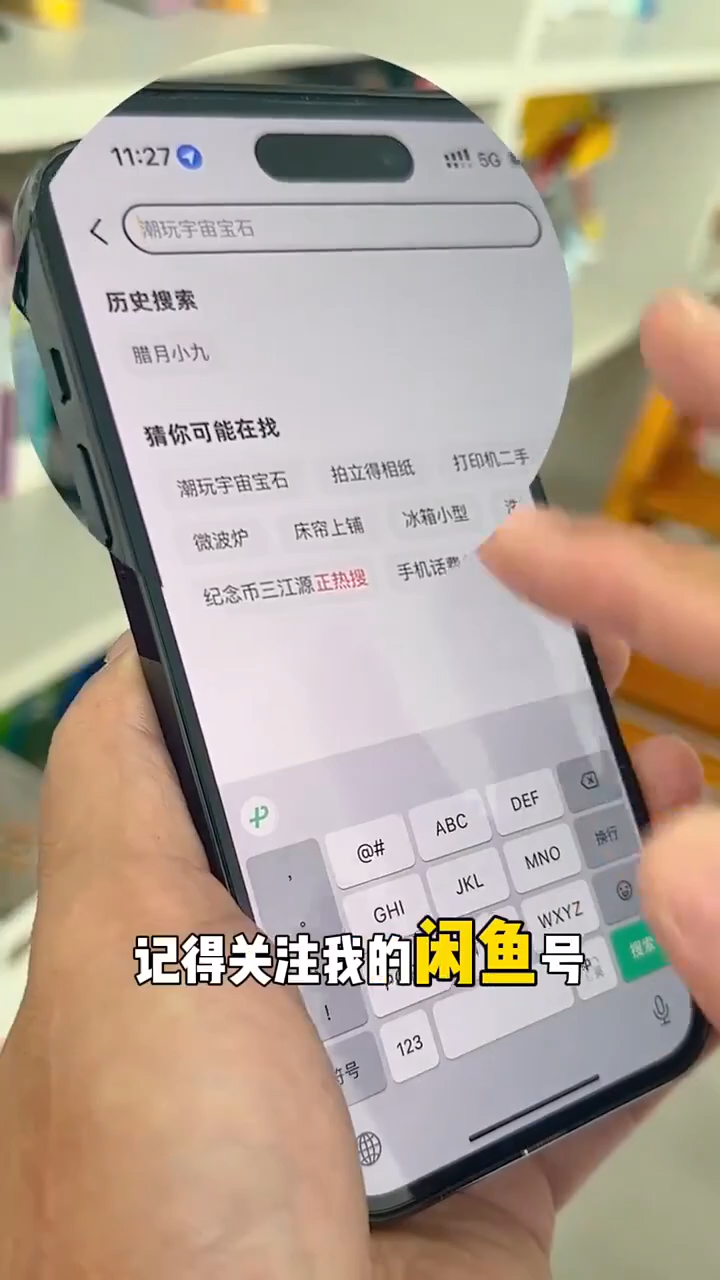 11:27
5G
潮玩宇宙宝石
历史搜索
腊月小九
猜你可能在找
潮玩宇宙宝石 拍立得相纸 打印机二手
微波炉 床帘上铺 冰箱小型
纪念币三江源正热搜 手机话费
, @# ABC DEF
。 GHI JKL MNO 换行
WXYZ
记得关注我的闲鱼号
搜索
!
符号 123